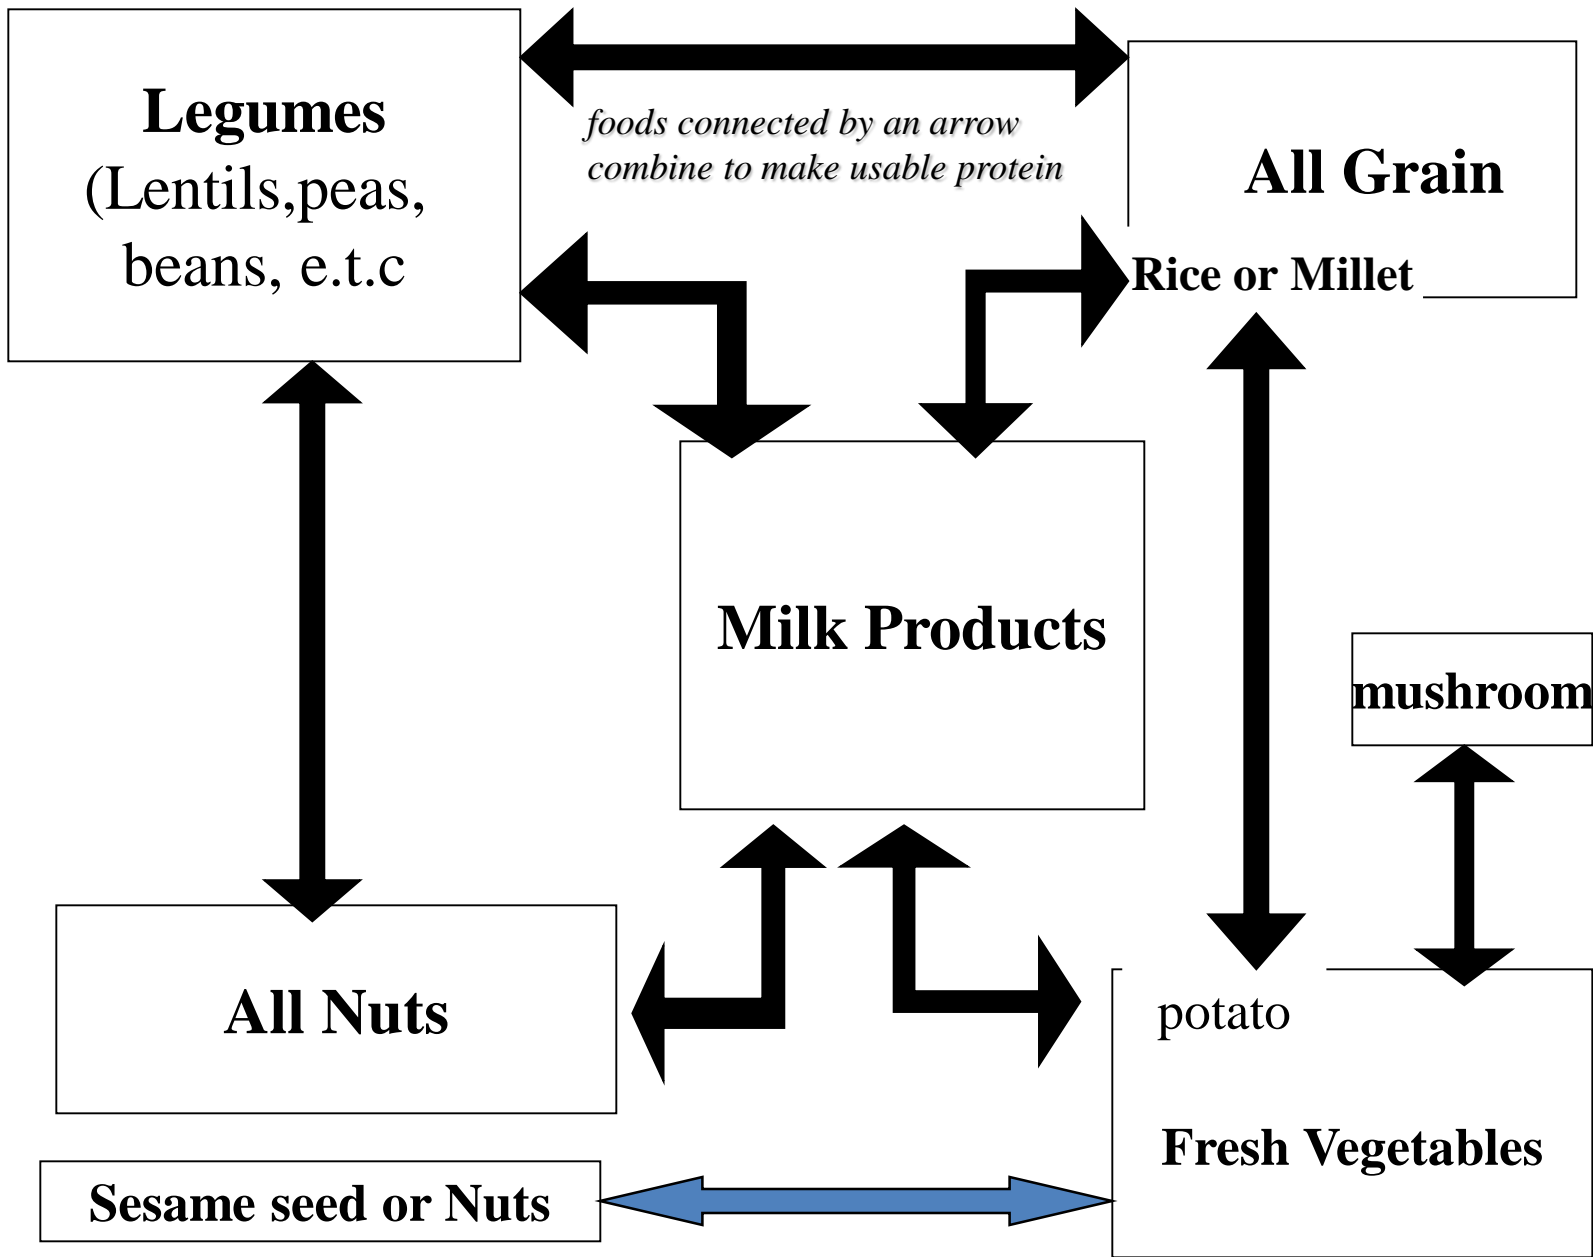 Legumes
(Lentils,peas,
beans, e.t.c
foods connected by an arrow
combine to make usable protein
All Grain
Rice or Millet
Milk Products
mushroom
All Nuts
potato
Fresh Vegetables
Sesame seed or Nuts